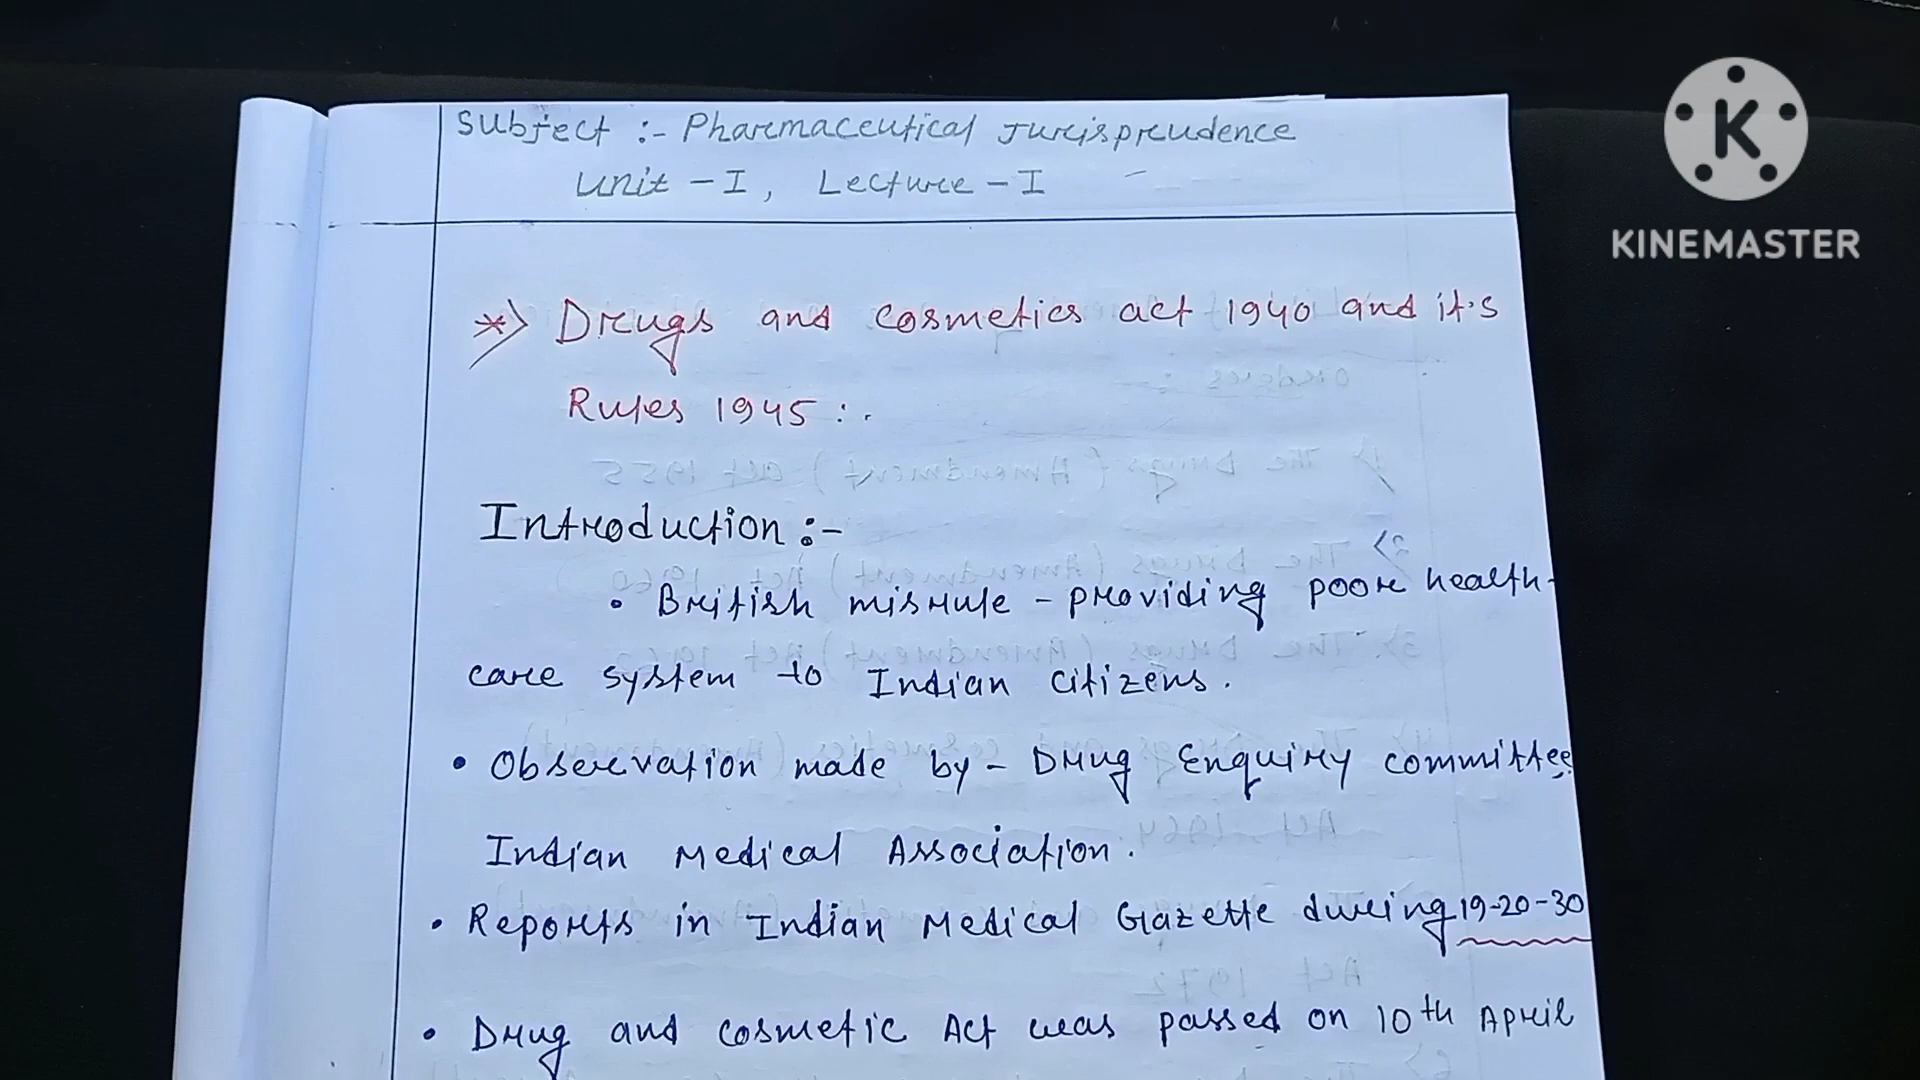 Subject :- Pharmaceutical Jurisprudence
Unit - I, Lecture - I
K
KINEMASTER
*> Drugs and cosmetics act 1940 and it's
Rules 1945 :.
Introduction :-
• British misrule - providing poor health-
care system to Indian citizens.
• Observation made by - Drug Enquiry committee
Indian Medical Association.
• Reports in Indian Medical Gazette during 19-20-30
• Drug and cosmetic Act was passed on 10th April